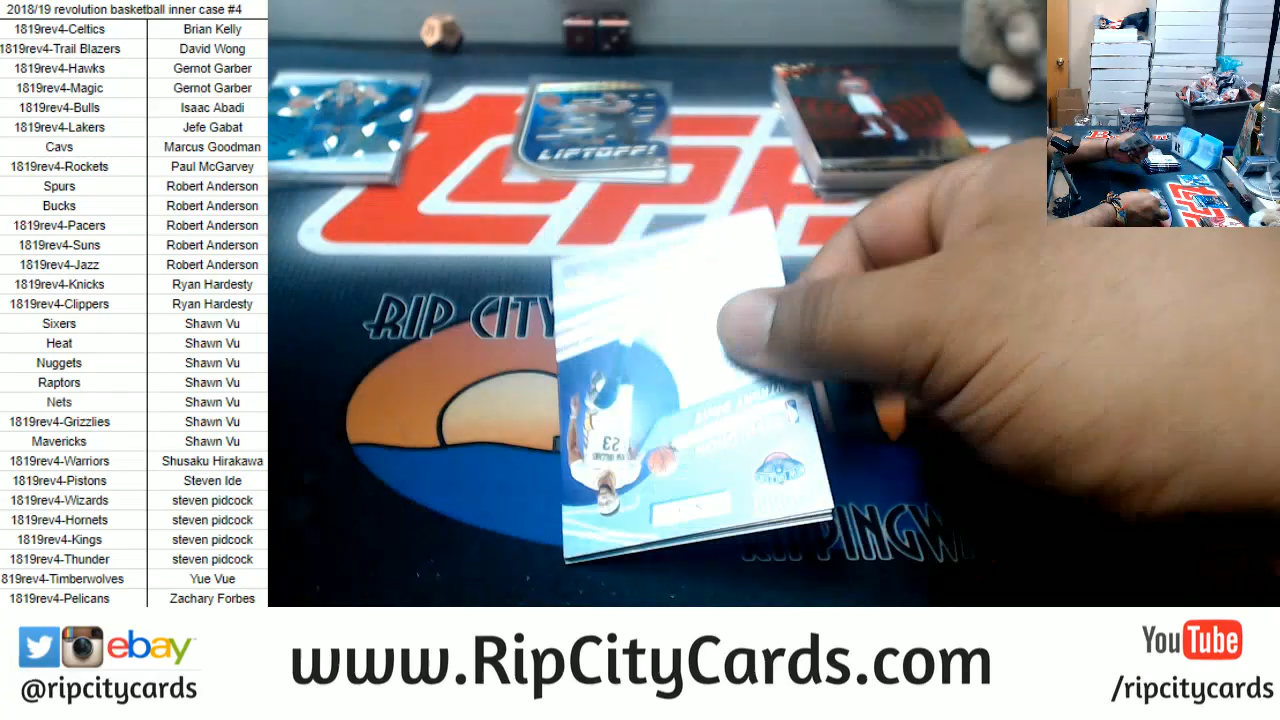 2018/19 revolution basketball inner case #4
1819rev4-Celtics Brian Kelly
1819rev4-Trail Blazers David Wong
1819rev4-Hawks Gernot Garber
1819rev4-Magic Gernot Garber
1819rev4-Bulls Isaac Abadi
1819rev4-Lakers Jefe Gabat
Cavs Marcus Goodman
1819rev4-Rockets Paul McGarvey
Spurs Robert Anderson
Bucks Robert Anderson
1819rev4-Pacers Robert Anderson
1819rev4-Suns Robert Anderson
1819rev4-Jazz Robert Anderson
1819rev4-Knicks Ryan Hardesty
1819rev4-Clippers Ryan Hardesty
Sixers Shawn Vu
Heat Shawn Vu
Nuggets Shawn Vu
Raptors Shawn Vu
Nets Shawn Vu
1819rev4-Grizzlies Shawn Vu
Mavericks Shawn Vu
1819rev4-Warriors Shusaku Hirakawa
1819rev4-Pistons Steven Ide
1819rev4-Wizards steven pidcock
1819rev4-Hornets steven pidcock
1819rev4-Kings steven pidcock
1819rev4-Thunder steven pidcock
819rev4-Timberwolves Yue Vue
1819rev4-Pelicans Zachary Forbes
LIFTOFF!
RIP CITY
23
ebay
@ripcitycards
www.RipCityCards.com
YouTube
/ripcitycards